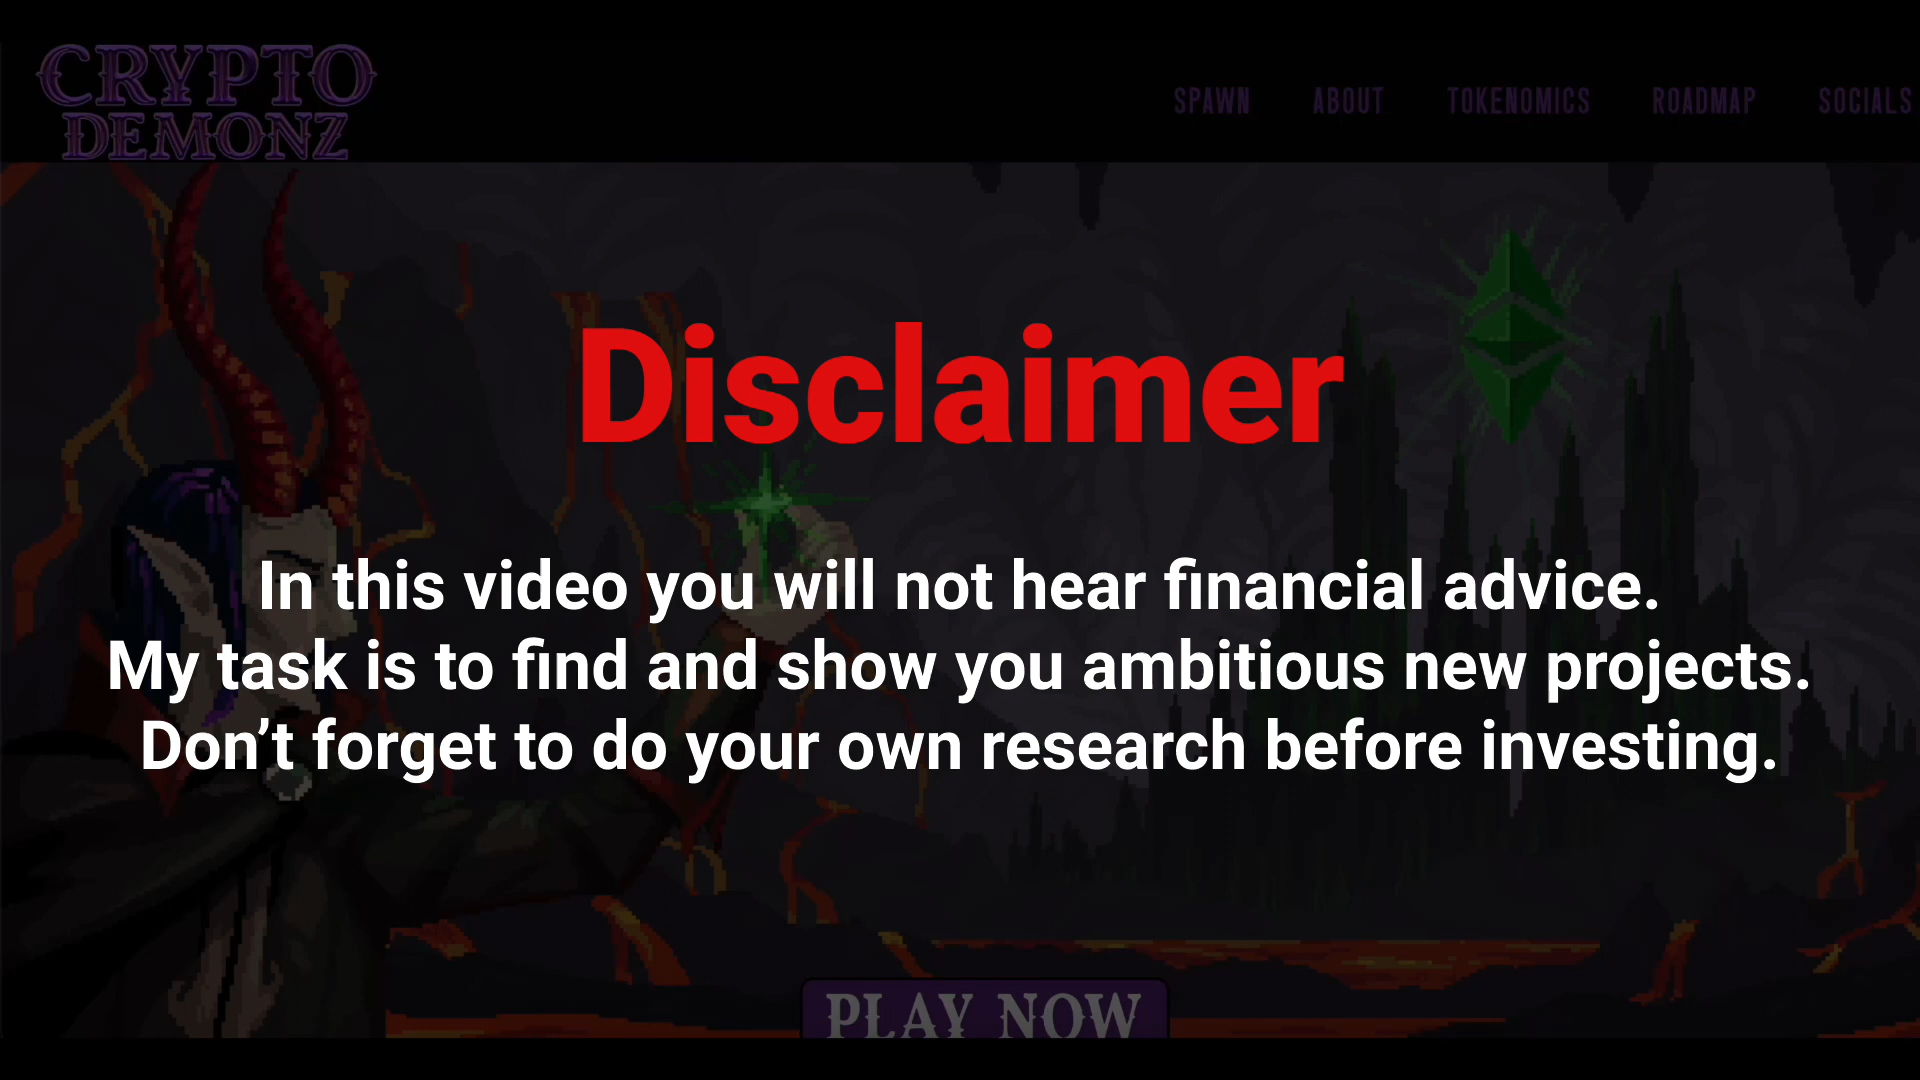 CRYPTO
DEMONZ
SPAWN ABOUT TOKENOMICS ROADMAP SOCIALS
Disclaimer
In this video you will not hear financial advice.
My task is to find and show you ambitious new projects.
Don’t forget to do your own research before investing.
PLAY NOW